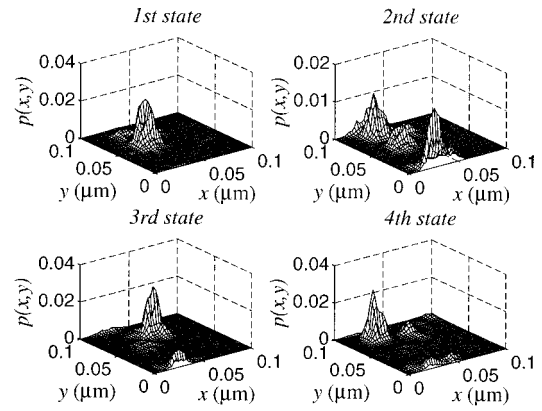 1st state
2nd state
p(x,y)
0.04
0.02
0
0.1
0.05
0
y (μm)
0
0.05
0.1
x (μm)
p(x,y)
0.02
0.01
0
0.1
0.05
0
y (μm)
0
0.05
0.1
x (μm)
3rd state
4th state
p(x,y)
0.04
0.02
0
0.1
0.05
0
y (μm)
0
0.05
0.1
x (μm)
p(x,y)
0.04
0.02
0
0.1
0.05
0
y (μm)
0
0.05
0.1
x (μm)